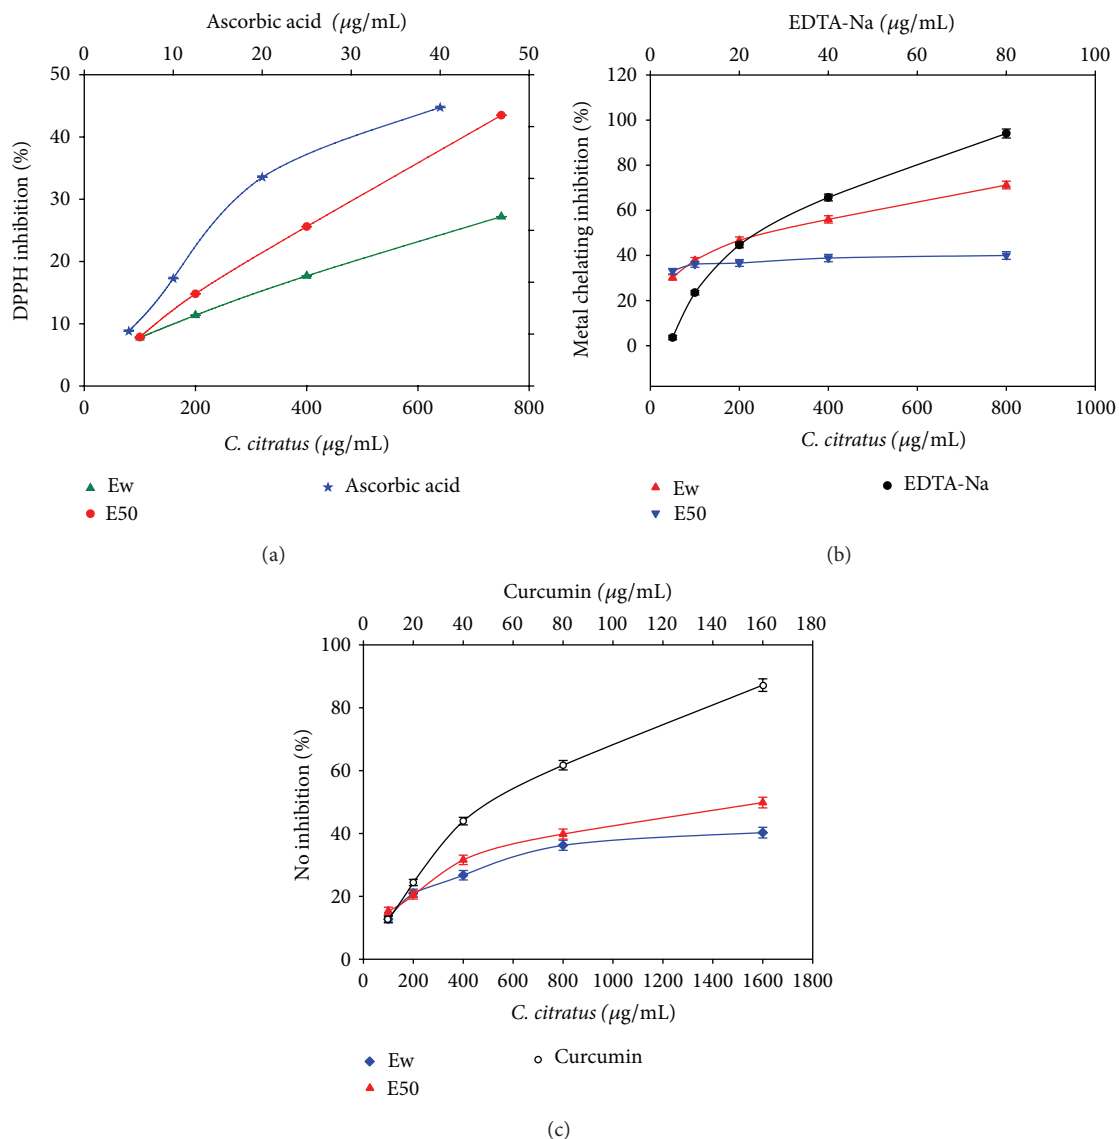 Ascorbic acid (μg/mL)
0 10 20 25 30 40 50
50
40
30
20
10
0
DPPH inhibition (%)
0 200 400 600 800
C. citratus (μg/mL)
Ew
E50
Ascorbic acid
(a)
EDTA-Na (μg/mL)
0 20 40 60 80 100
120
100
80
60
40
20
0
Metal chelating inhibition (%)
0 200 400 600 800 1000
C. citratus (μg/mL)
Ew
E50
EDTA-Na
(b)
Curcumin (μg/mL)
0 20 40 60 80 100 120 140 160 180
100
80
60
40
20
0
No inhibition (%)
0 200 400 600 800 1000 1200 1400 1600 1800
C. citratus (μg/mL)
Ew
E50
Curcumin
(c)